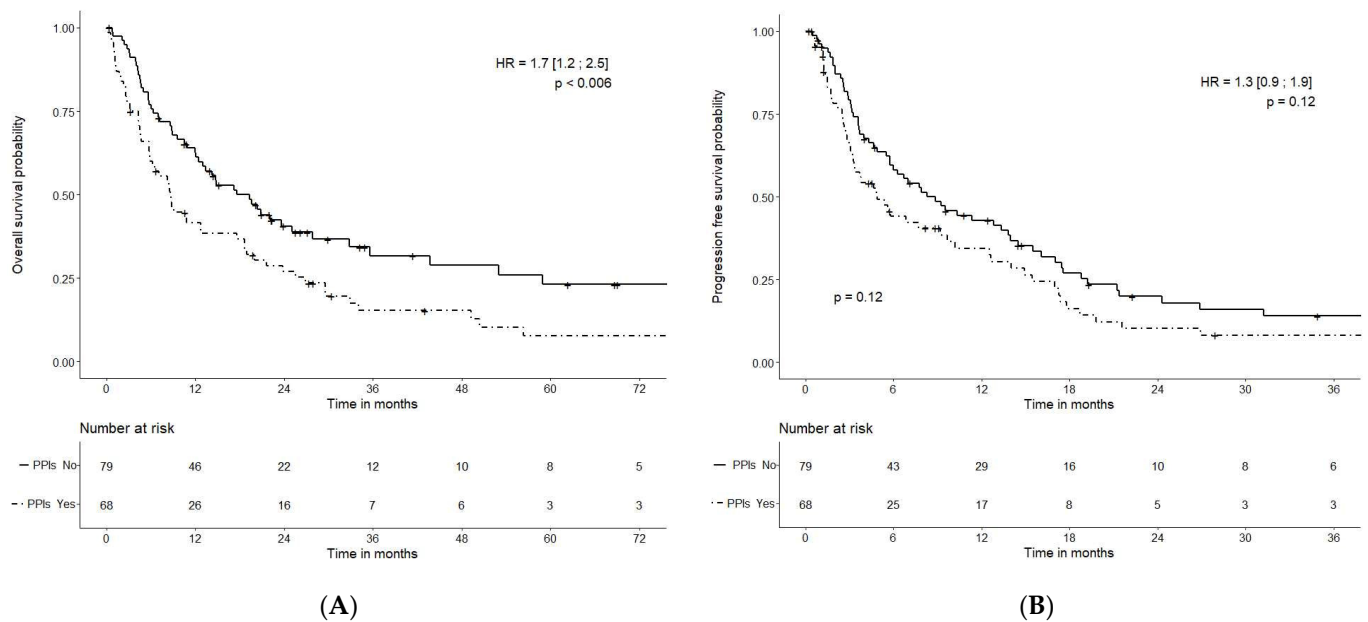 Overall survival probability
1.00
0.75
0.50
0.25
0.00
HR = 1.7 [1.2 ; 2.5]
p < 0.006
0 12 24 36 48 60 72
Time in months
Number at risk
PPIs No 79 46 22 12 10 8 5
PPIs Yes 68 26 16 7 6 3 3
0 12 24 36 48 60 72
Time in months
(A)
Progression free survival probability
1.00
0.75
0.50
0.25
0.00
HR = 1.3 [0.9 ; 1.9]
p = 0.12
p = 0.12
0 6 12 18 24 30 36
Time in months
Number at risk
PPIs No 79 43 29 16 10 8 6
PPIs Yes 68 25 17 8 5 3 3
0 6 12 18 24 30 36
Time in months
(B)